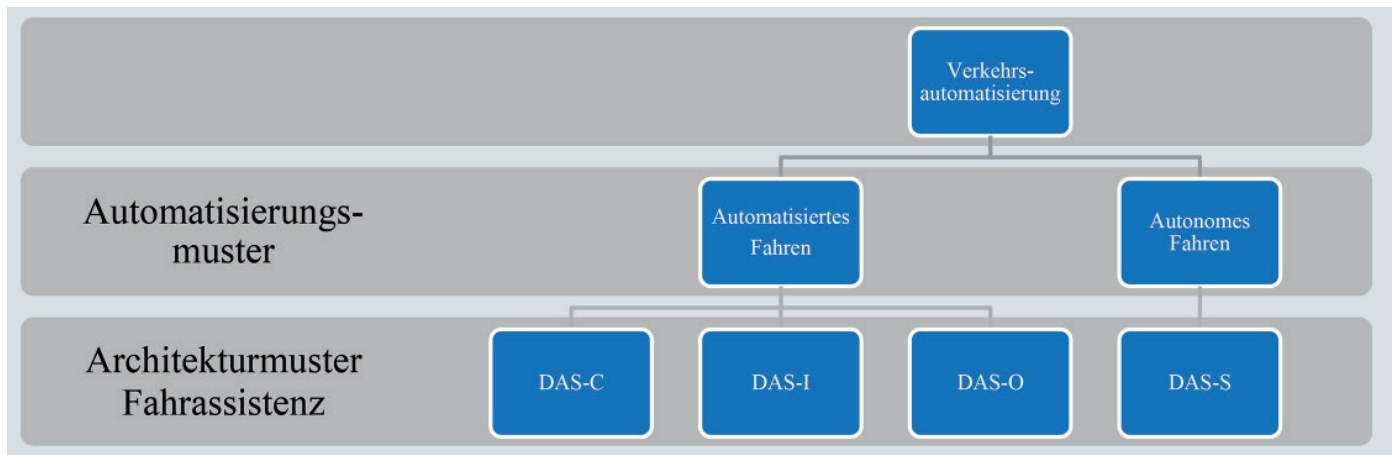 Verkehrs-
automatisierung
Automatisierungs-
muster
Automatisiertes
Fahren
Autonomes
Fahren
Architekturmuster
Fahrassistenz
DAS-C
DAS-I
DAS-O
DAS-S